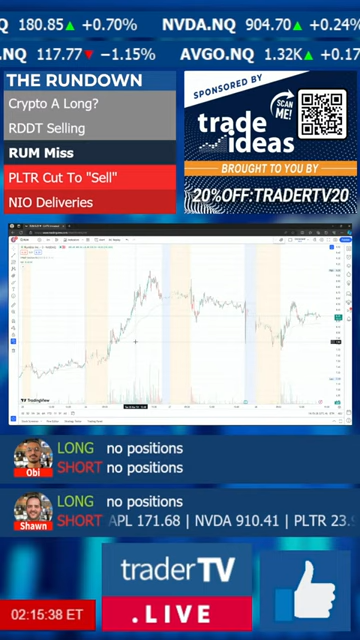 Q 180.85▲ +0.70% NVDA.NQ 904.70▲ +0.24%
.NQ 117.77▼ −1.15% AVGO.NQ 1.32K▲ +0.17
THE RUNDOWN
Crypto A Long?
RDDT Selling
RUM Miss
PLTR Cut To "Sell"
NIO Deliveries
SPONSORED BY
SCAN ME!
trade ideas
BROUGHT TO YOU BY
20%OFF:TRADERTV20
TradingView
LONG no positions
SHORT no positions
Obi
LONG no positions
SHORT APL 171.68 | NVDA 910.41 | PLTR 23.9
Shawn
traderTV
.LIVE
02:15:38 ET